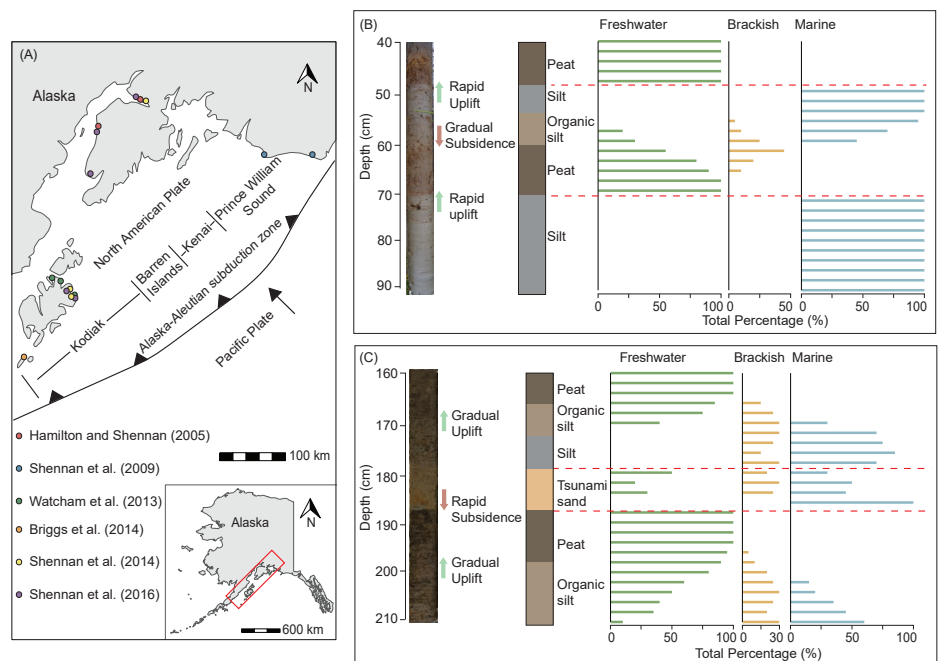 (A)
Alaska
N
North American Plate
Prince William
Sound
Kenai
Barren
Islands
Kodiak
Alaska-Aleutian subduction zone
Pacific Plate
Hamilton and Shennan (2005)
100 km
Shennan et al. (2009)
Watcham et al. (2013)
Briggs et al. (2014)
Shennan et al. (2014)
Shennan et al. (2016)
Alaska
N
600 km
(B)
Freshwater
Brackish
Marine
Depth (cm)
40
50
60
70
80
90
Rapid
Uplift
Gradual
Subsidence
Rapid
uplift
Peat
Silt
Organic
silt
Peat
Silt
0 50 100 0 30 0 50 100
Total Percentage (%)
(C)
Freshwater
Brackish
Marine
Depth (cm)
160
170
180
190
200
210
Gradual
Uplift
Rapid
Subsidence
Gradual
Uplift
Peat
Organic
silt
Silt
Tsunami
sand
Peat
Organic
silt
0 50 100 0 30 0 50 100
Total Percentage (%)